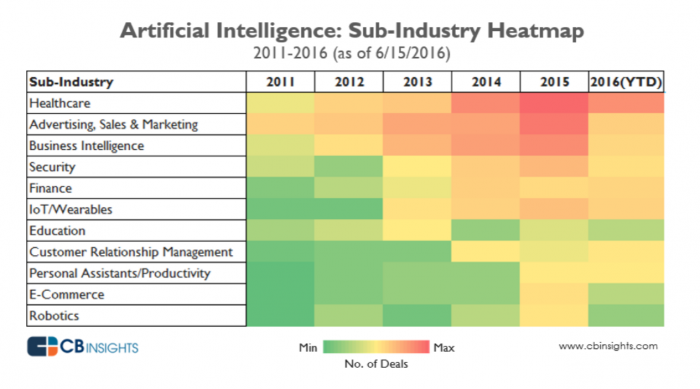 Artificial Intelligence: Sub-Industry Heatmap
2011-2016 (as of 6/15/2016)
Sub-Industry 2011 2012 2013 2014 2015 2016(YTD)
Healthcare
Advertising, Sales & Marketing
Business Intelligence
Security
Finance
IoT/Wearables
Education
Customer Relationship Management
Personal Assistants/Productivity
E-Commerce
Robotics
CBINSIGHTS Min Max www.cbinsights.com
No. of Deals